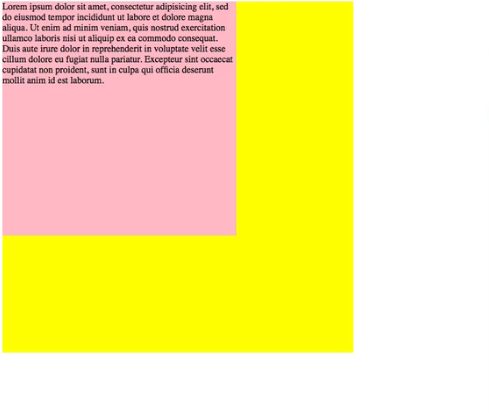 Lorem ipsum dolor sit amet, consectetur adipisicing elit, sed
do eiusmod tempor incididunt ut labore et dolore magna
aliqua. Ut enim ad minim veniam, quis nostrud exercitation
ullamco laboris nisi ut aliquip ex ea commodo consequat.
Duis aute irure dolor in reprehenderit in voluptate velit esse
cillum dolore eu fugiat nulla pariatur. Excepteur sint occaecat
cupidatat non proident, sunt in culpa qui officia deserunt
mollit anim id est laborum.